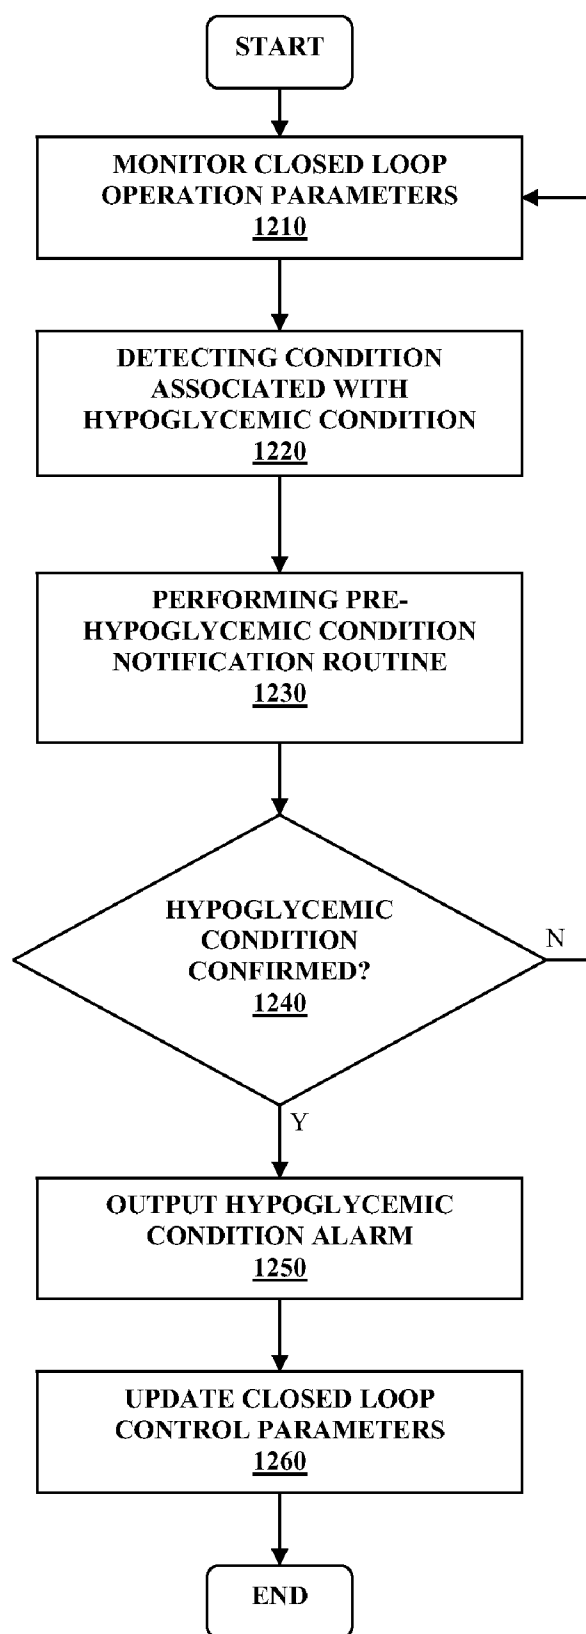 START
MONITOR CLOSED LOOP
OPERATION PARAMETERS
1210
DETECTING CONDITION
ASSOCIATED WITH
HYPOGLYCEMIC CONDITION
1220
PERFORMING PRE-
HYPOGLYCEMIC CONDITION
NOTIFICATION ROUTINE
1230
HYPOGLYCEMIC
CONDITION
CONFIRMED?
1240
N
Y
OUTPUT HYPOGLYCEMIC
CONDITION ALARM
1250
UPDATE CLOSED LOOP
CONTROL PARAMETERS
1260
END